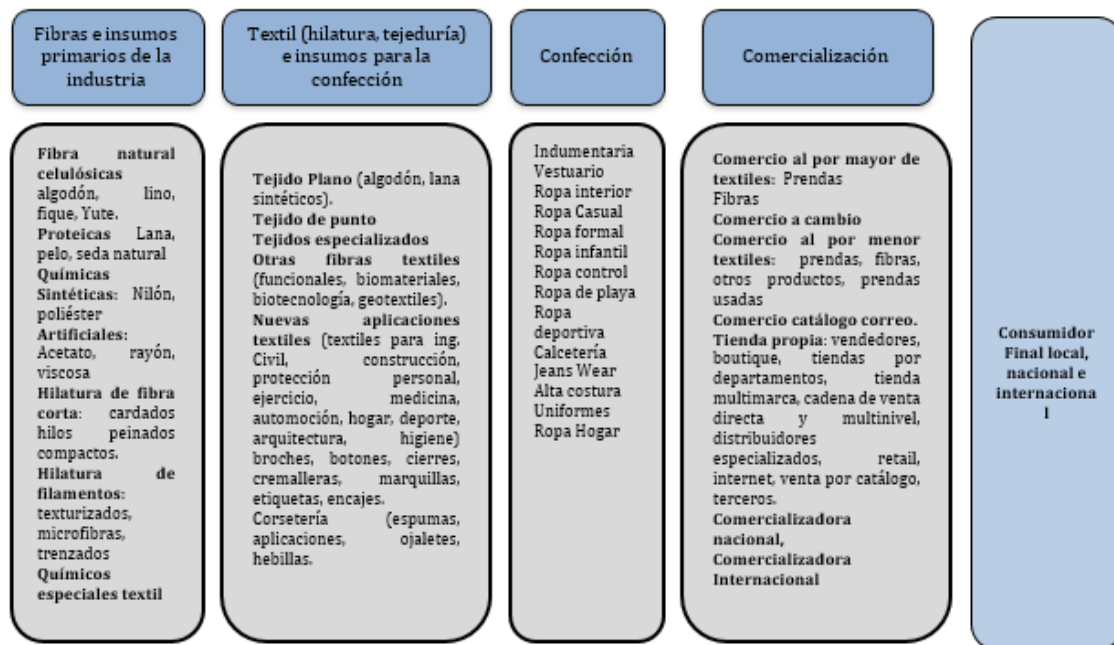 Fibras e insumos
primarios de la
industria
Textil (hilatura, tejeduría)
e insumos para la
confección
Confección
Comercialización
Fibra natural
celulósicas
algodón, lino,
fique, Yute.
Proteicas Lana,
pelo, seda natural
Químicas
Sintéticas: Nilón,
poliéster
Artificiales:
Acetato, rayón,
viscosa
Hilatura de fibra
corta: cardados
hilos peinados
compactos.
Hilatura de
filamentos:
texturizados,
microfibras,
trenzados
Químicos
especiales textil
Tejido Plano (algodón, lana
sintéticos).
Tejido de punto
Tejidos especializados
Otras fibras textiles
(funcionales, biomateriales,
biotecnología, geotextiles).
Nuevas aplicaciones
textiles (textiles para ing.
Civil, construcción,
protección personal,
ejercicio, medicina,
automoción, hogar, deporte,
arquitectura, higiene)
broches, botones, cierres,
cremalleras, marquillas,
etiquetas, encajes.
Corsetería (espumas,
aplicaciones, ojaletes,
hebillas.
Indumentaria
Vestuario
Ropa interior
Ropa Casual
Ropa formal
Ropa infantil
Ropa control
Ropa de playa
Ropa
deportiva
Calcetería
Jeans Wear
Alta costura
Uniformes
Ropa Hogar
Comercio al por mayor de
textiles: Prendas
Fibras
Comercio a cambio
Comercio al por menor
textiles: prendas, fibras,
otros productos, prendas
usadas
Comercio catálogo correo.
Tienda propia: vendedores,
boutique, tiendas por
departamentos, tienda
multimarca, cadena de venta
directa y multinivel,
distribuidores
especializados, retail,
internet, venta por catálogo,
terceros.
Comercializadora
nacional,
Comercializadora
Internacional
Consumidor
Final local,
nacional e
internaciona
l